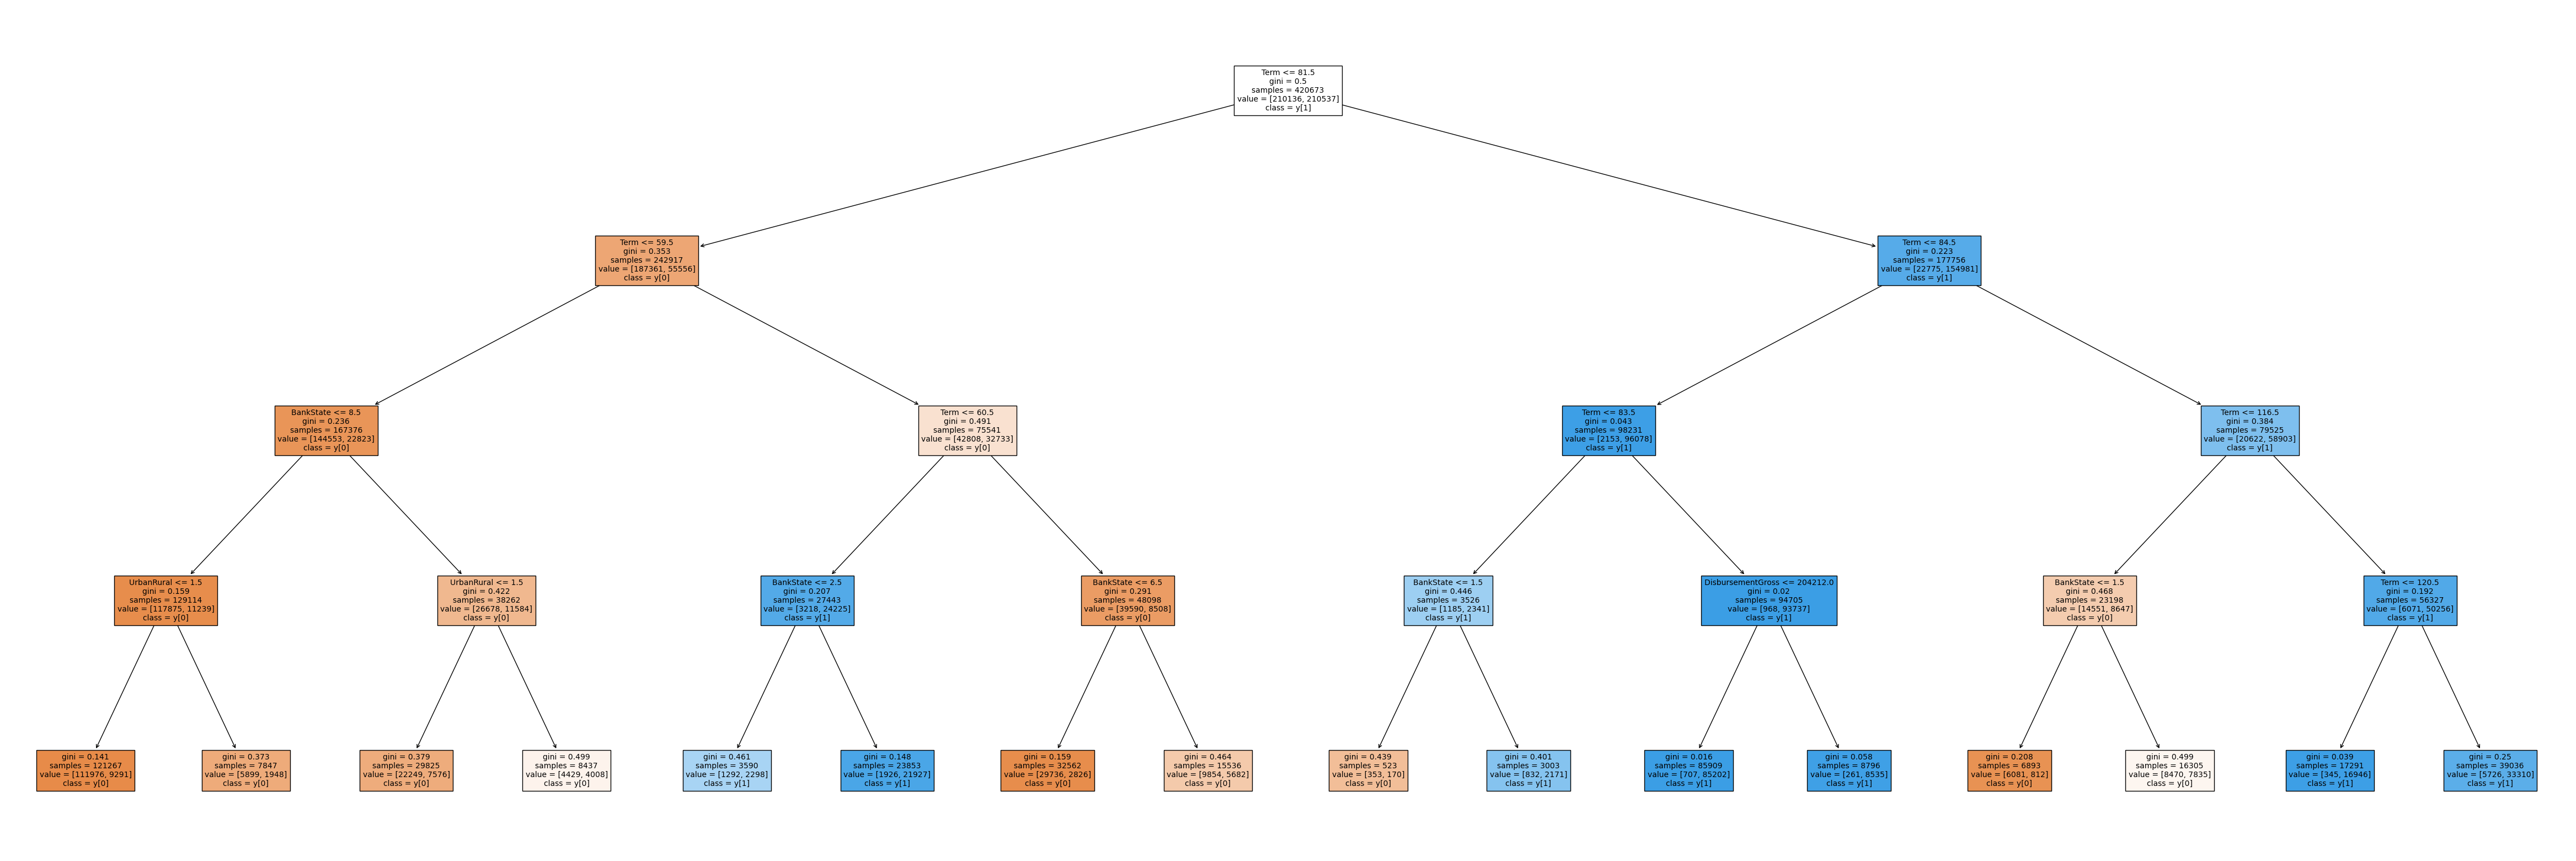 Term <= 81.5
gini = 0.5
samples = 420673
value = [210136, 210537]
class = y[1]
Term <= 59.5
gini = 0.353
samples = 242917
value = [187361, 55556]
class = y[0]
Term <= 84.5
gini = 0.223
samples = 177756
value = [22775, 154981]
class = y[1]
BankState <= 8.5
gini = 0.236
samples = 167376
value = [144553, 22823]
class = y[0]
Term <= 60.5
gini = 0.491
samples = 75541
value = [42808, 32733]
class = y[0]
Term <= 83.5
gini = 0.043
samples = 98231
value = [2153, 96078]
class = y[1]
Term <= 116.5
gini = 0.384
samples = 79525
value = [20622, 58903]
class = y[1]
UrbanRural <= 1.5
gini = 0.159
samples = 129114
value = [117875, 11239]
class = y[0]
UrbanRural <= 1.5
gini = 0.422
samples = 38262
value = [26678, 11584]
class = y[0]
BankState <= 2.5
gini = 0.207
samples = 27443
value = [3218, 24225]
class = y[1]
BankState <= 6.5
gini = 0.291
samples = 48098
value = [39590, 8508]
class = y[0]
BankState <= 1.5
gini = 0.446
samples = 3526
value = [1185, 2341]
class = y[1]
DisbursementGross <= 204212.0
gini = 0.02
samples = 94705
value = [968, 93737]
class = y[1]
BankState <= 1.5
gini = 0.468
samples = 23198
value = [14551, 8647]
class = y[0]
Term <= 120.5
gini = 0.192
samples = 56327
value = [6071, 50256]
class = y[1]
gini = 0.141
samples = 121267
value = [111976, 9291]
class = y[0]
gini = 0.373
samples = 7847
value = [5899, 1948]
class = y[0]
gini = 0.379
samples = 29825
value = [22249, 7576]
class = y[0]
gini = 0.499
samples = 8437
value = [4429, 4008]
class = y[0]
gini = 0.461
samples = 3590
value = [1292, 2298]
class = y[1]
gini = 0.148
samples = 23853
value = [1926, 21927]
class = y[1]
gini = 0.159
samples = 32562
value = [29736, 2826]
class = y[0]
gini = 0.464
samples = 15536
value = [9854, 5682]
class = y[0]
gini = 0.439
samples = 523
value = [353, 170]
class = y[0]
gini = 0.401
samples = 3003
value = [832, 2171]
class = y[1]
gini = 0.016
samples = 85909
value = [707, 85202]
class = y[1]
gini = 0.058
samples = 8796
value = [261, 8535]
class = y[1]
gini = 0.208
samples = 6893
value = [6081, 812]
class = y[0]
gini = 0.499
samples = 16305
value = [8470, 7835]
class = y[0]
gini = 0.039
samples = 17291
value = [345, 16946]
class = y[1]
gini = 0.25
samples = 39036
value = [5726, 33310]
class = y[1]